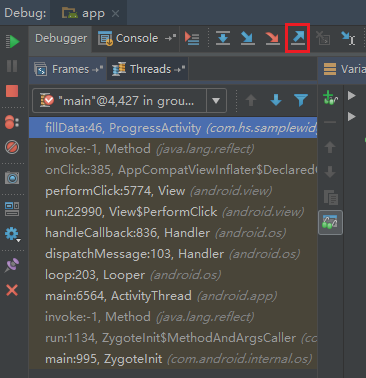 Debug: app
Debugger Console
Frames Threads Varia
"main"@4,427 in grou...
fillData:46, ProgressActivity (com.hs.samplewid
invoke:-1, Method (java.lang.reflect)
onClick:385, AppCompatViewInflater$DeclaredO
performClick:5774, View (android.view)
run:22990, View$PerformClick (android.view)
handleCallback:836, Handler (android.os)
dispatchMessage:103, Handler (android.os)
loop:203, Looper (android.os)
main:6564, ActivityThread (android.app)
invoke:-1, Method (java.lang.reflect)
run:1134, ZygoteInit$MethodAndArgsCaller (co
main:995, ZygoteInit (com.android.internal.os)